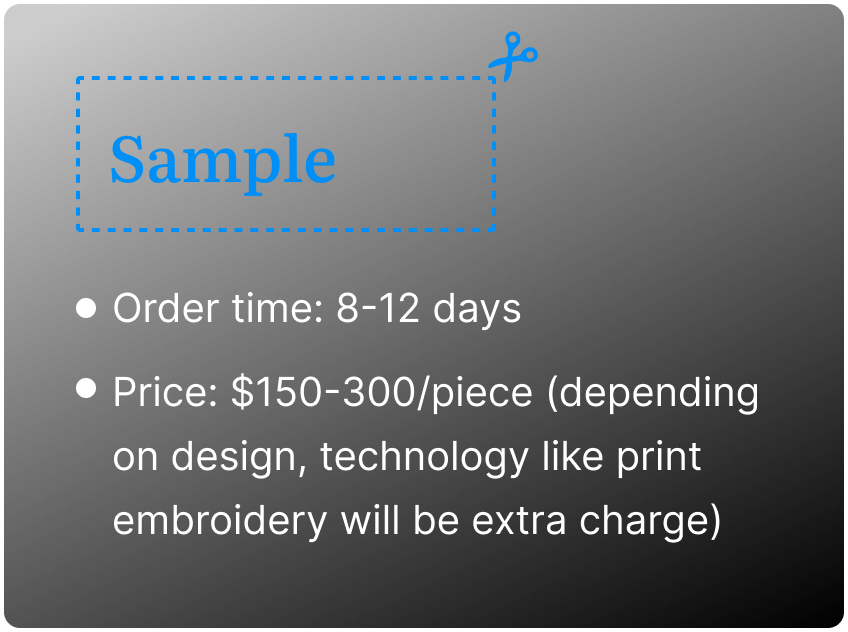 Sample
Order time: 8-12 days
Price: $150-300/piece (depending
on design, technology like print
embroidery will be extra charge)